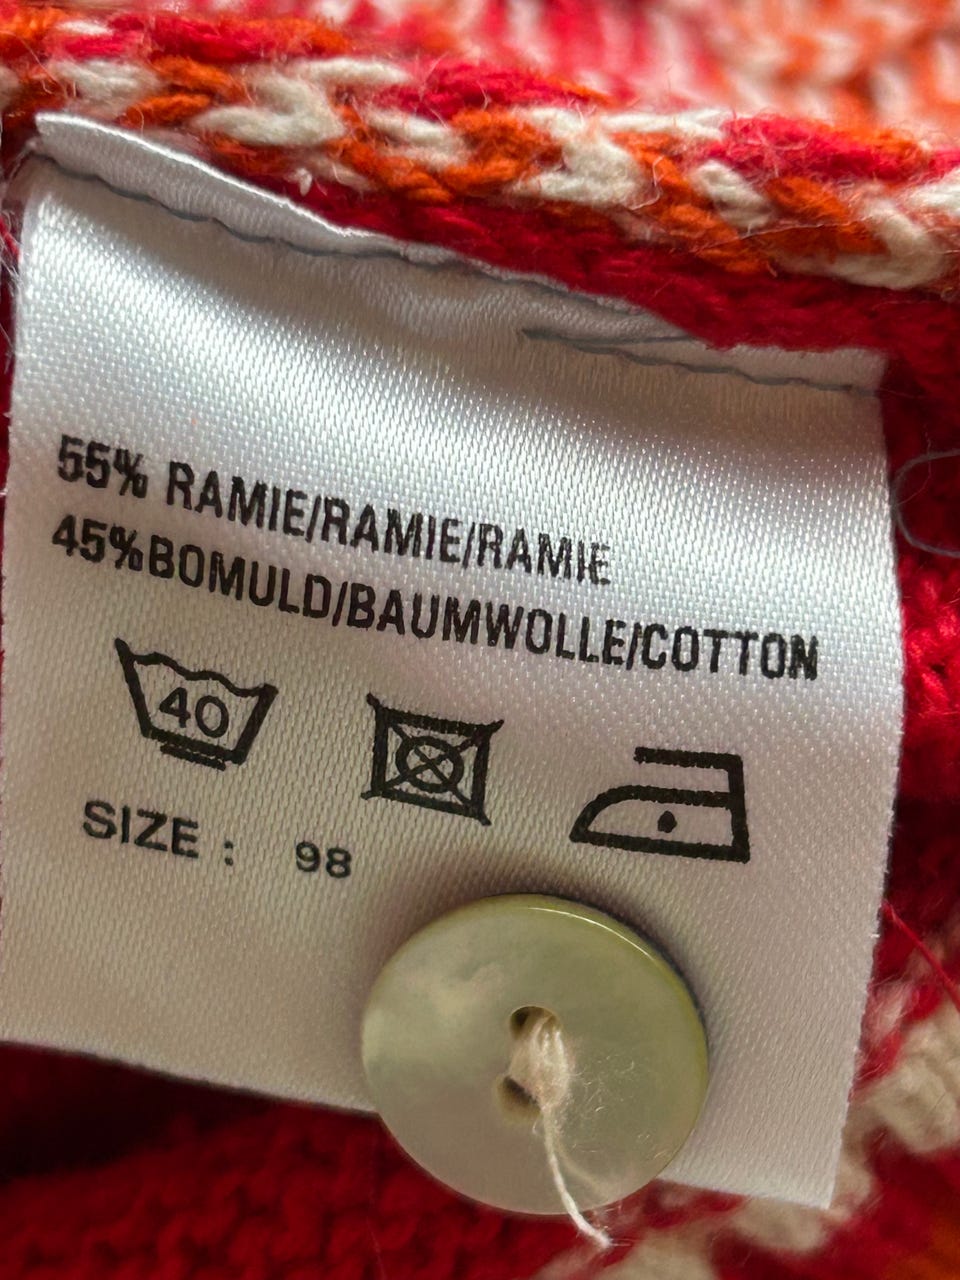 55% RAMIE/RAMIE/RAMIE
45%BOMULD/BAUMWOLLE/COTTON
40
SIZE : 98